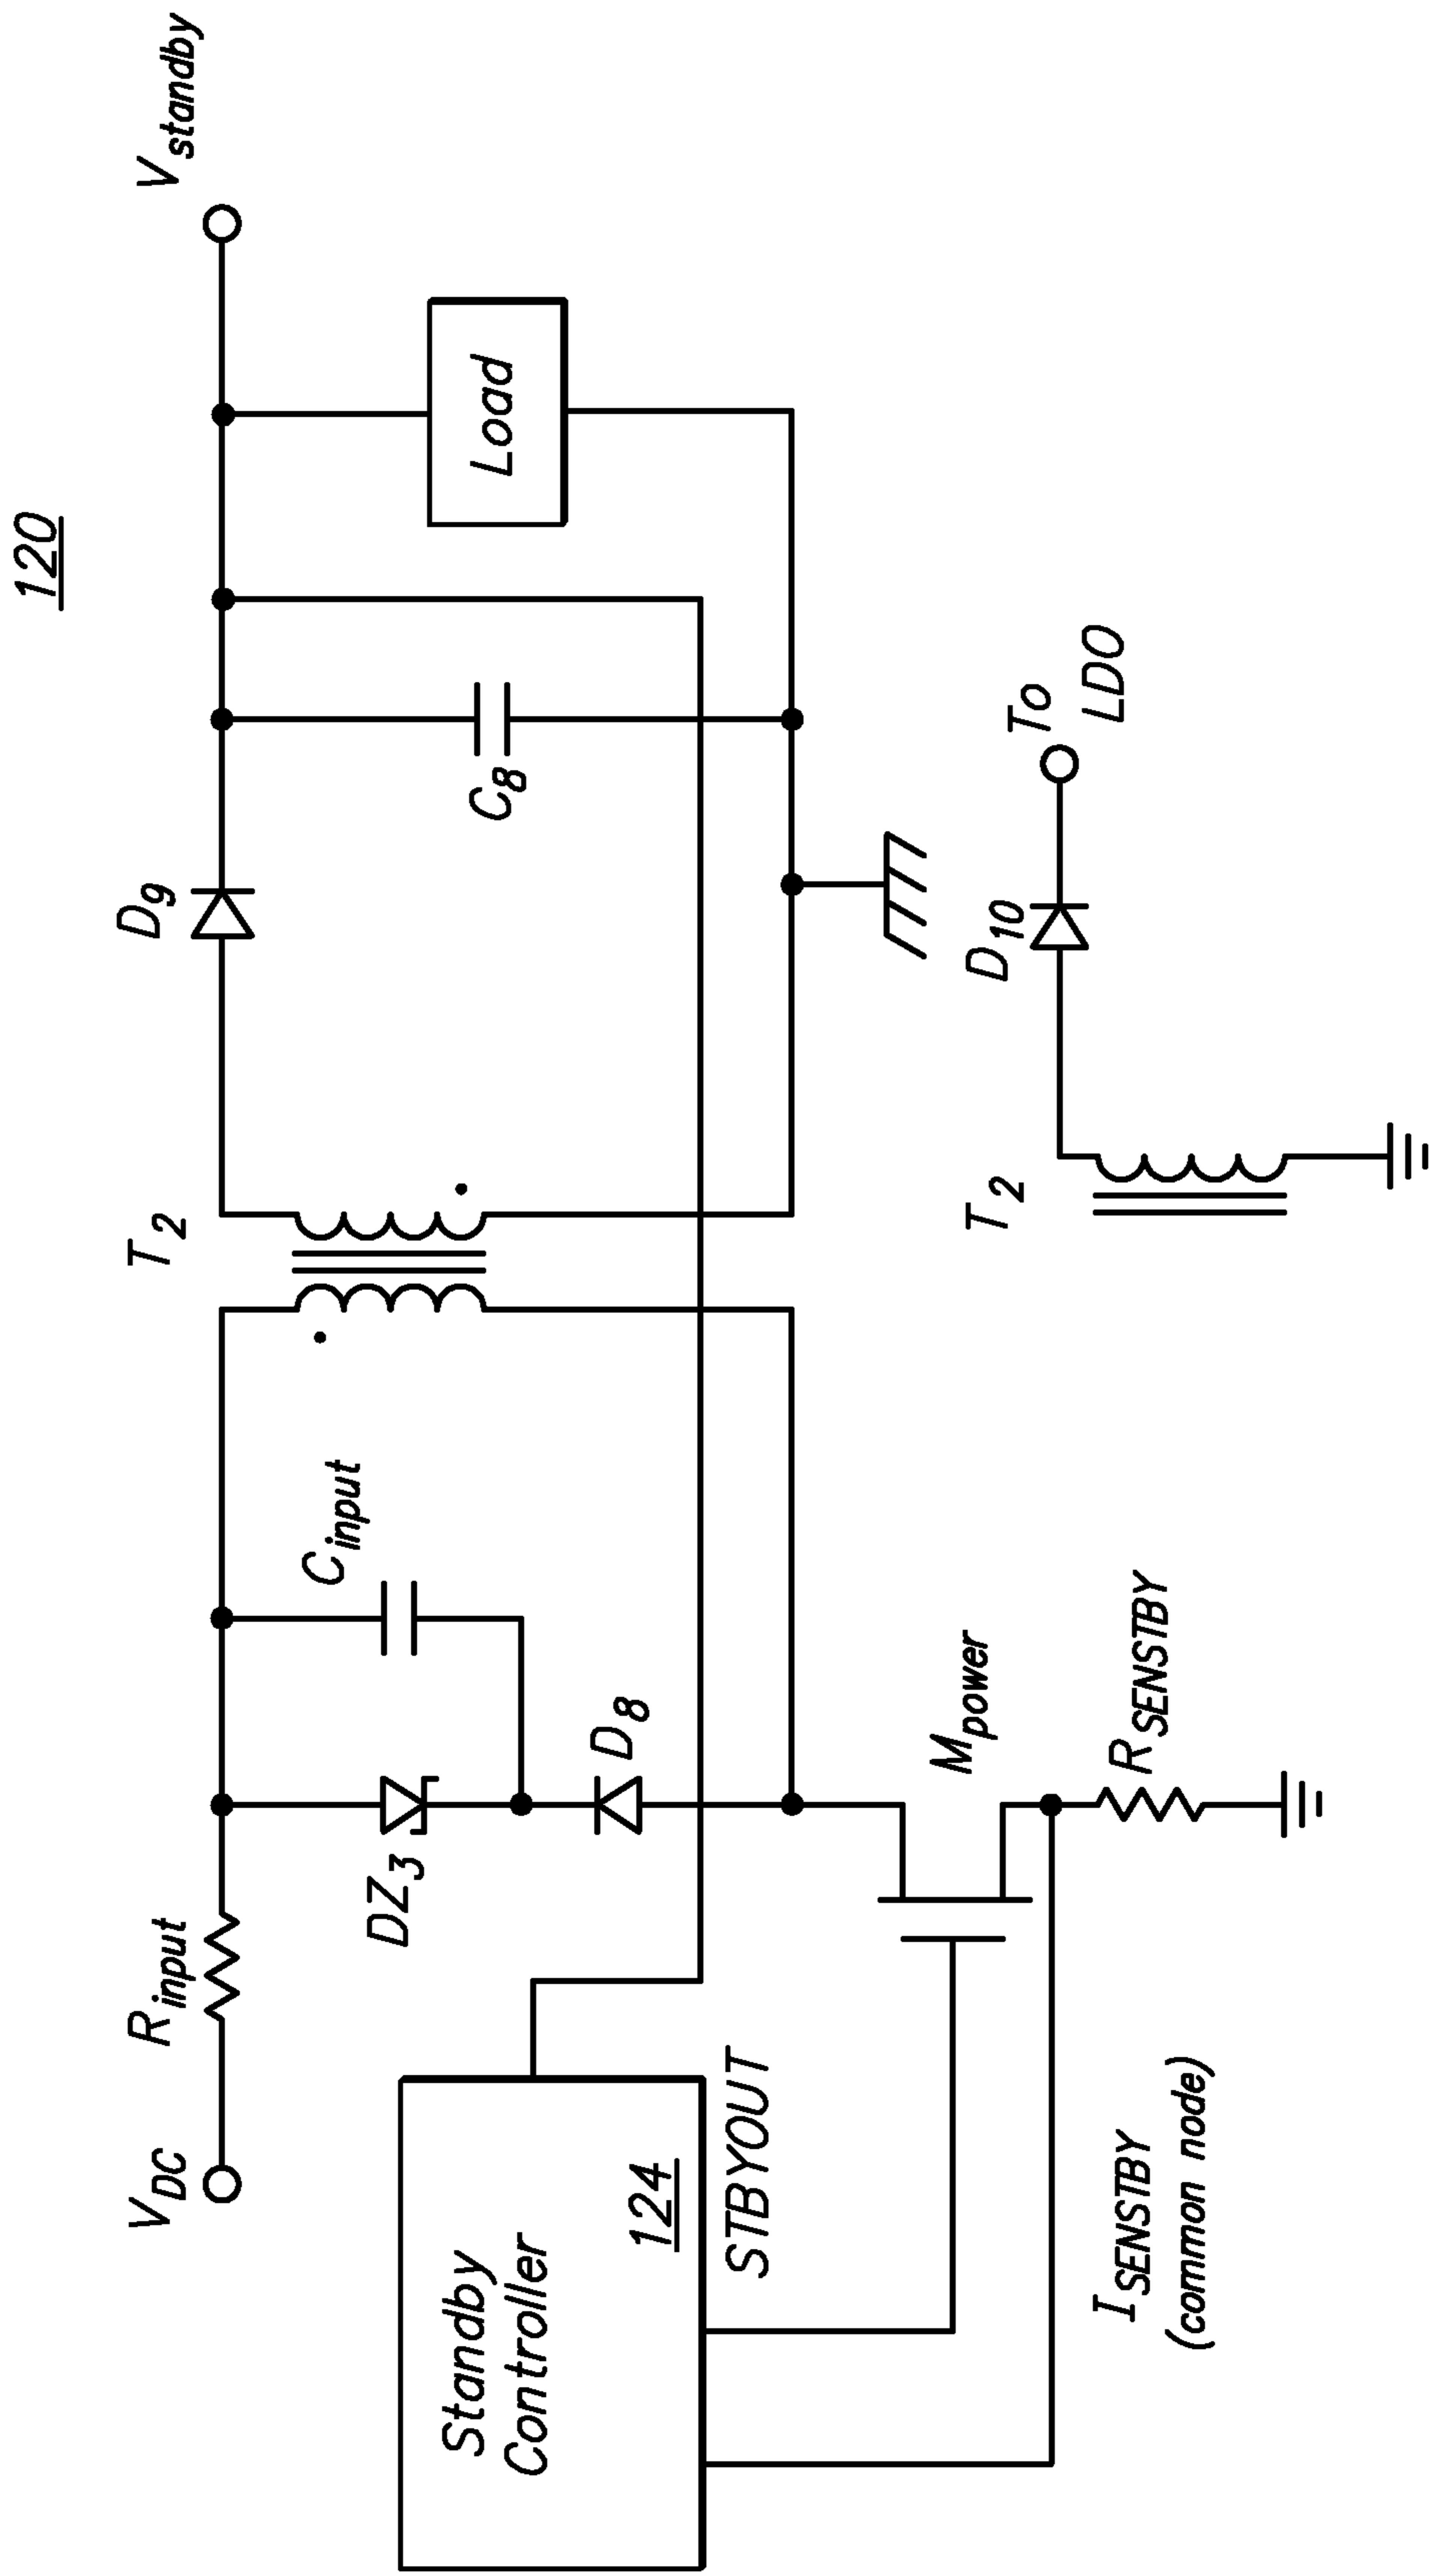 120
V_DC
R_input
DZ_3
C_input
D_8
T_2
D_9
C_8
Load
V_standby
Standby
Controller
124
STBYOUT
M_power
R_SENSTBY
I_SENSTBY
(common node)
T_2
D_10
To
LDO